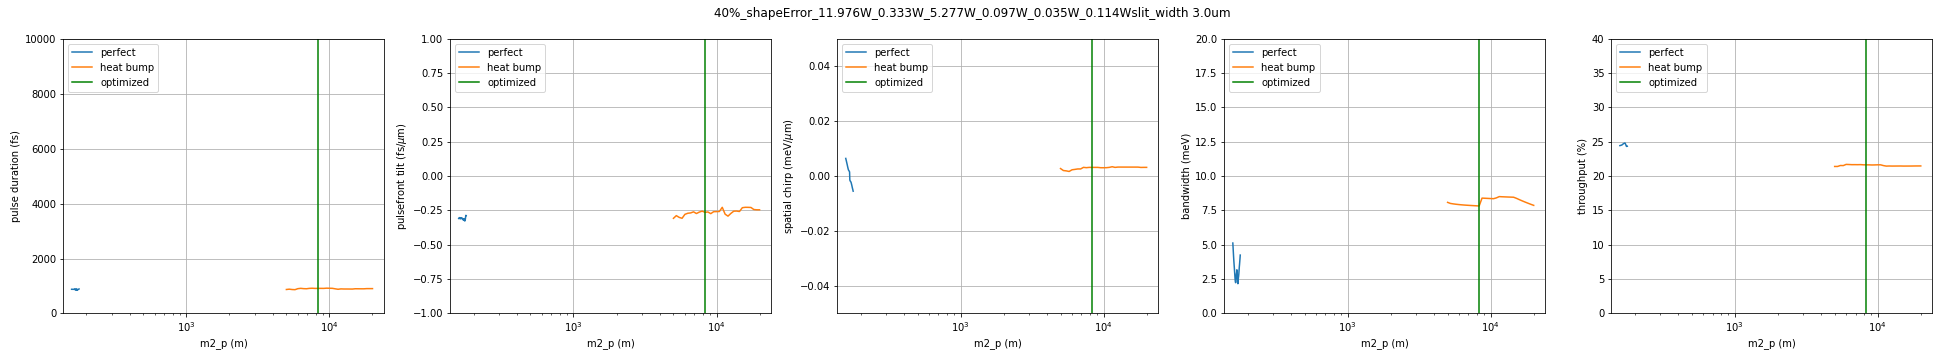 40%_shapeError_11.976W_0.333W_5.277W_0.097W_0.035W_0.114Wslit_width 3.0um
pulse duration (fs)
10000
8000
6000
4000
2000
0
perfect
heat bump
optimized
10³
10⁴
m2_p (m)
pulsefront tilt (fs/μm)
1.00
0.75
0.50
0.25
0.00
−0.25
−0.50
−0.75
−1.00
perfect
heat bump
optimized
10³
10⁴
m2_p (m)
spatial chirp (meV/μm)
0.04
0.02
0.00
−0.02
−0.04
perfect
heat bump
optimized
10³
10⁴
m2_p (m)
bandwidth (meV)
20.0
17.5
15.0
12.5
10.0
7.5
5.0
2.5
0.0
perfect
heat bump
optimized
10³
10⁴
m2_p (m)
throughput (%)
40
35
30
25
20
15
10
5
0
perfect
heat bump
optimized
10³
10⁴
m2_p (m)